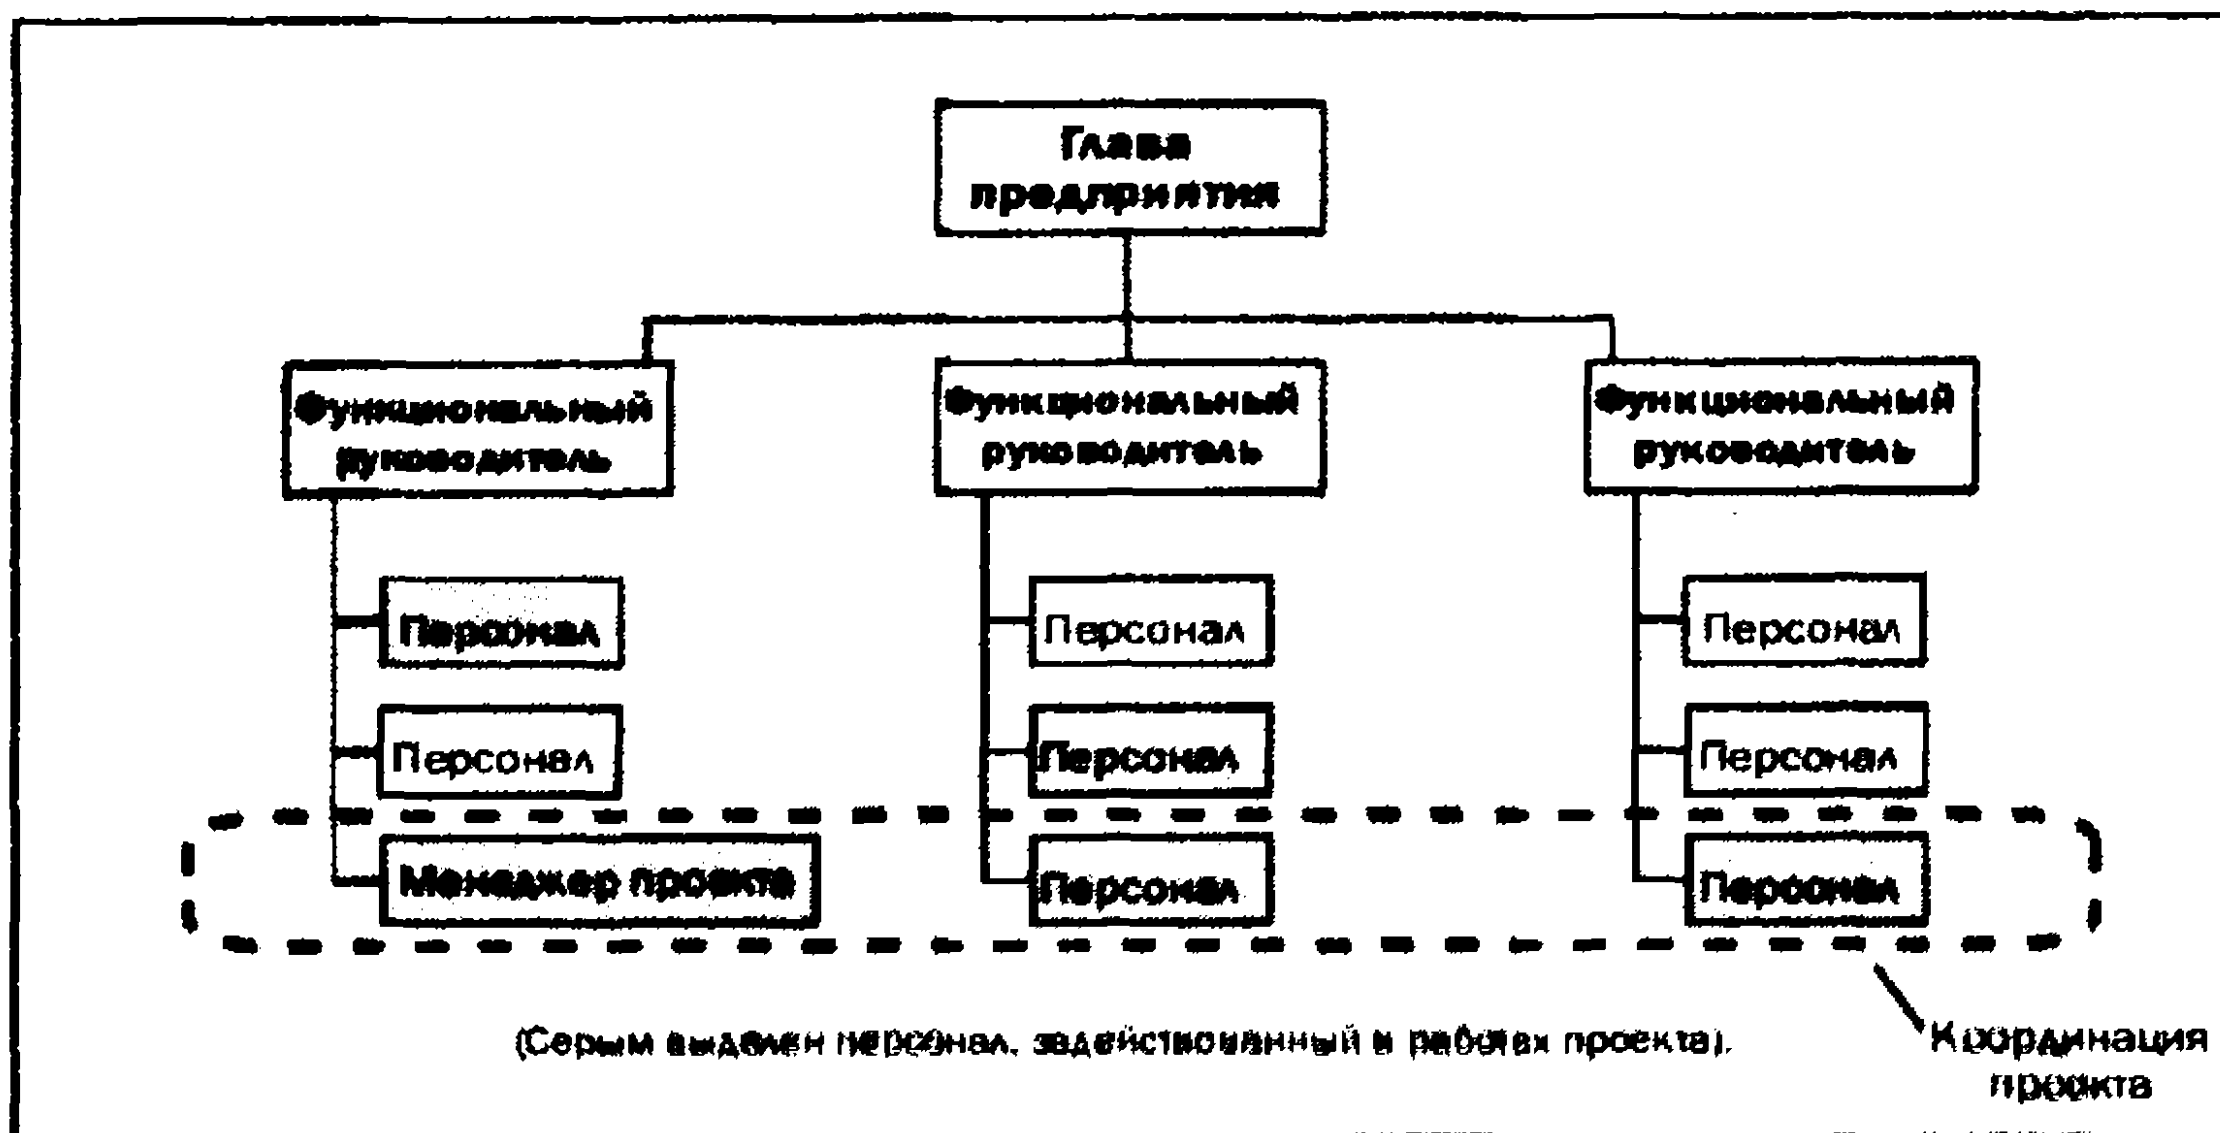 Глава
предприятия
Функциональный
руководитель
Функциональный
руководитель
Функциональный
руководитель
Персонал
Персонал
Персонал
Персонал
Персонал
Персонал
Менеджер проекта
Персонал
Персонал
(Серым выделен персонал, задействованный в работах проекта).
Координация
проекта